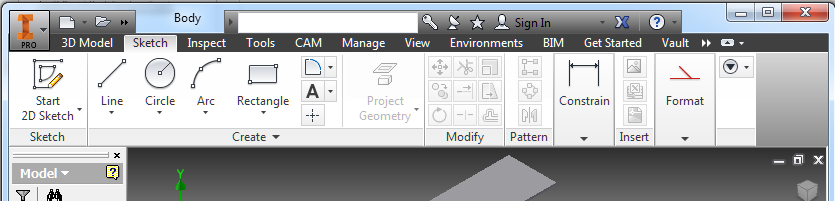 Body
Sign In
PRO
3D Model Sketch Inspect Tools CAM Manage View Environments BIM Get Started Vault
Start
2D Sketch
Line
Circle
Arc
Rectangle
A
Project
Geometry
Constrain
Format
Sketch
Create
Modify
Pattern
Insert
Model
Y